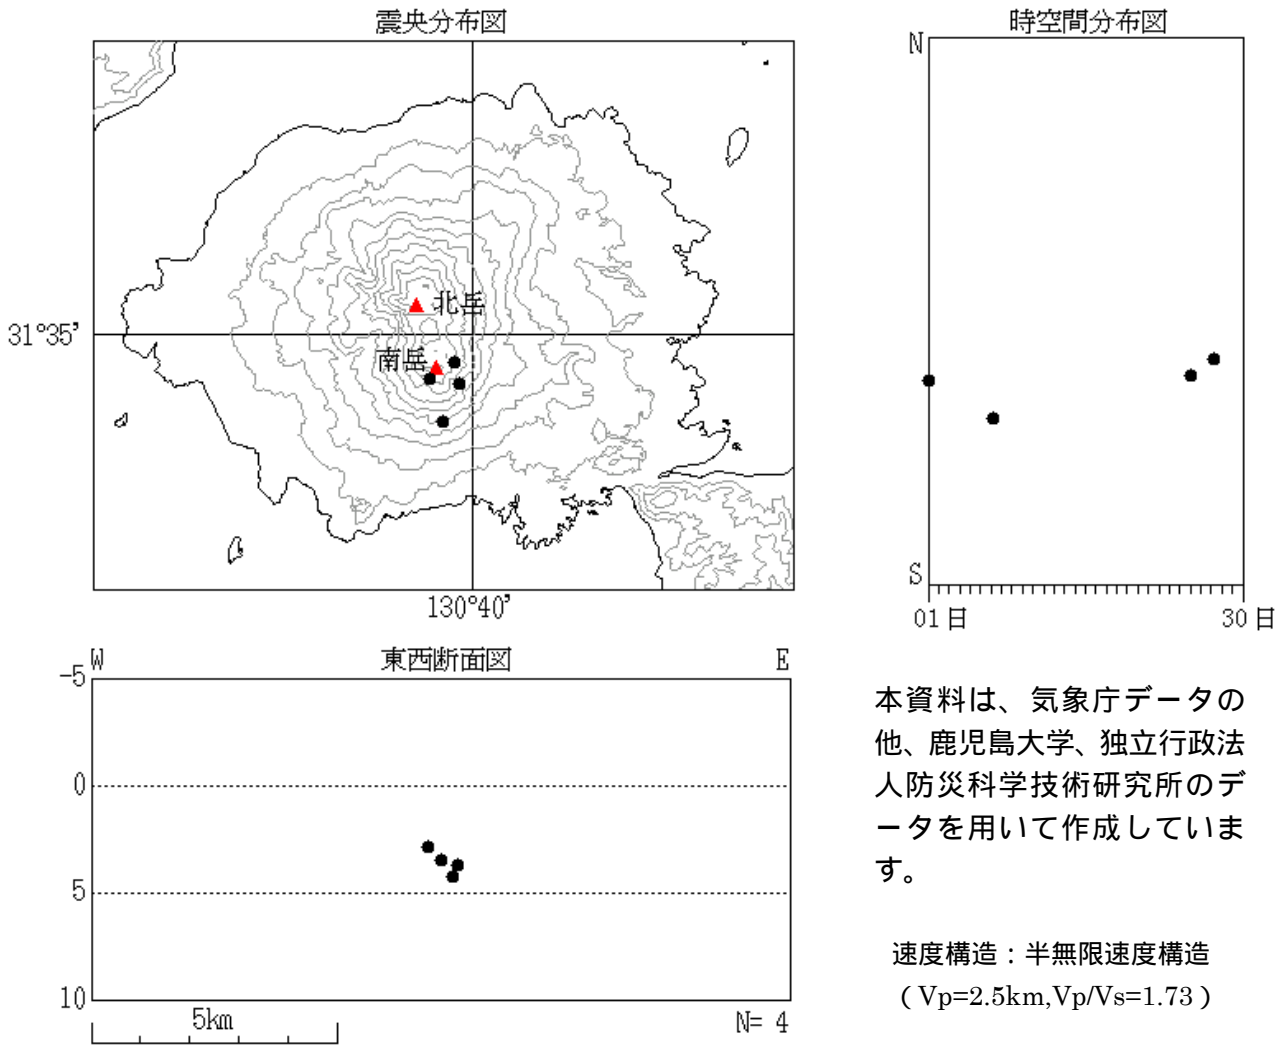 震央分布図
北岳
南岳
31°35'
130°40'
時空間分布図
N
S
01日
30日
東西断面図
W
E
-5
0
5
10
5km
N= 4
本資料は、気象庁データの
他、鹿児島大学、独立行政法
人防災科学技術研究所のデ
ータを用いて作成していま
す。
速度構造：半無限速度構造
（Vp=2.5km,Vp/Vs=1.73）